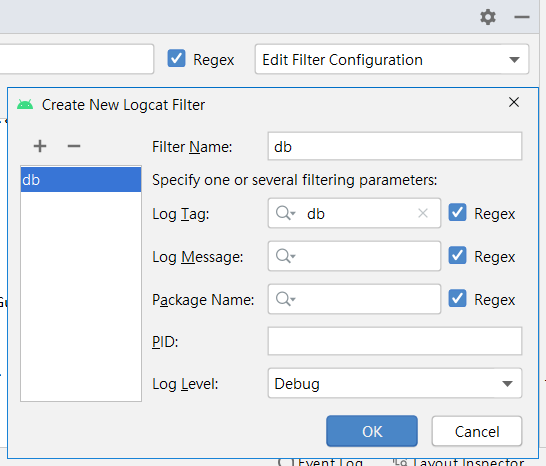 Regex
Edit Filter Configuration
Create New Logcat Filter
Filter Name:
db
db
Specify one or several filtering parameters:
Log Tag:
db
Regex
Log Message:
Regex
Package Name:
Regex
PID:
Log Level:
Debug
OK
Cancel
Event Log
Layout Inspector